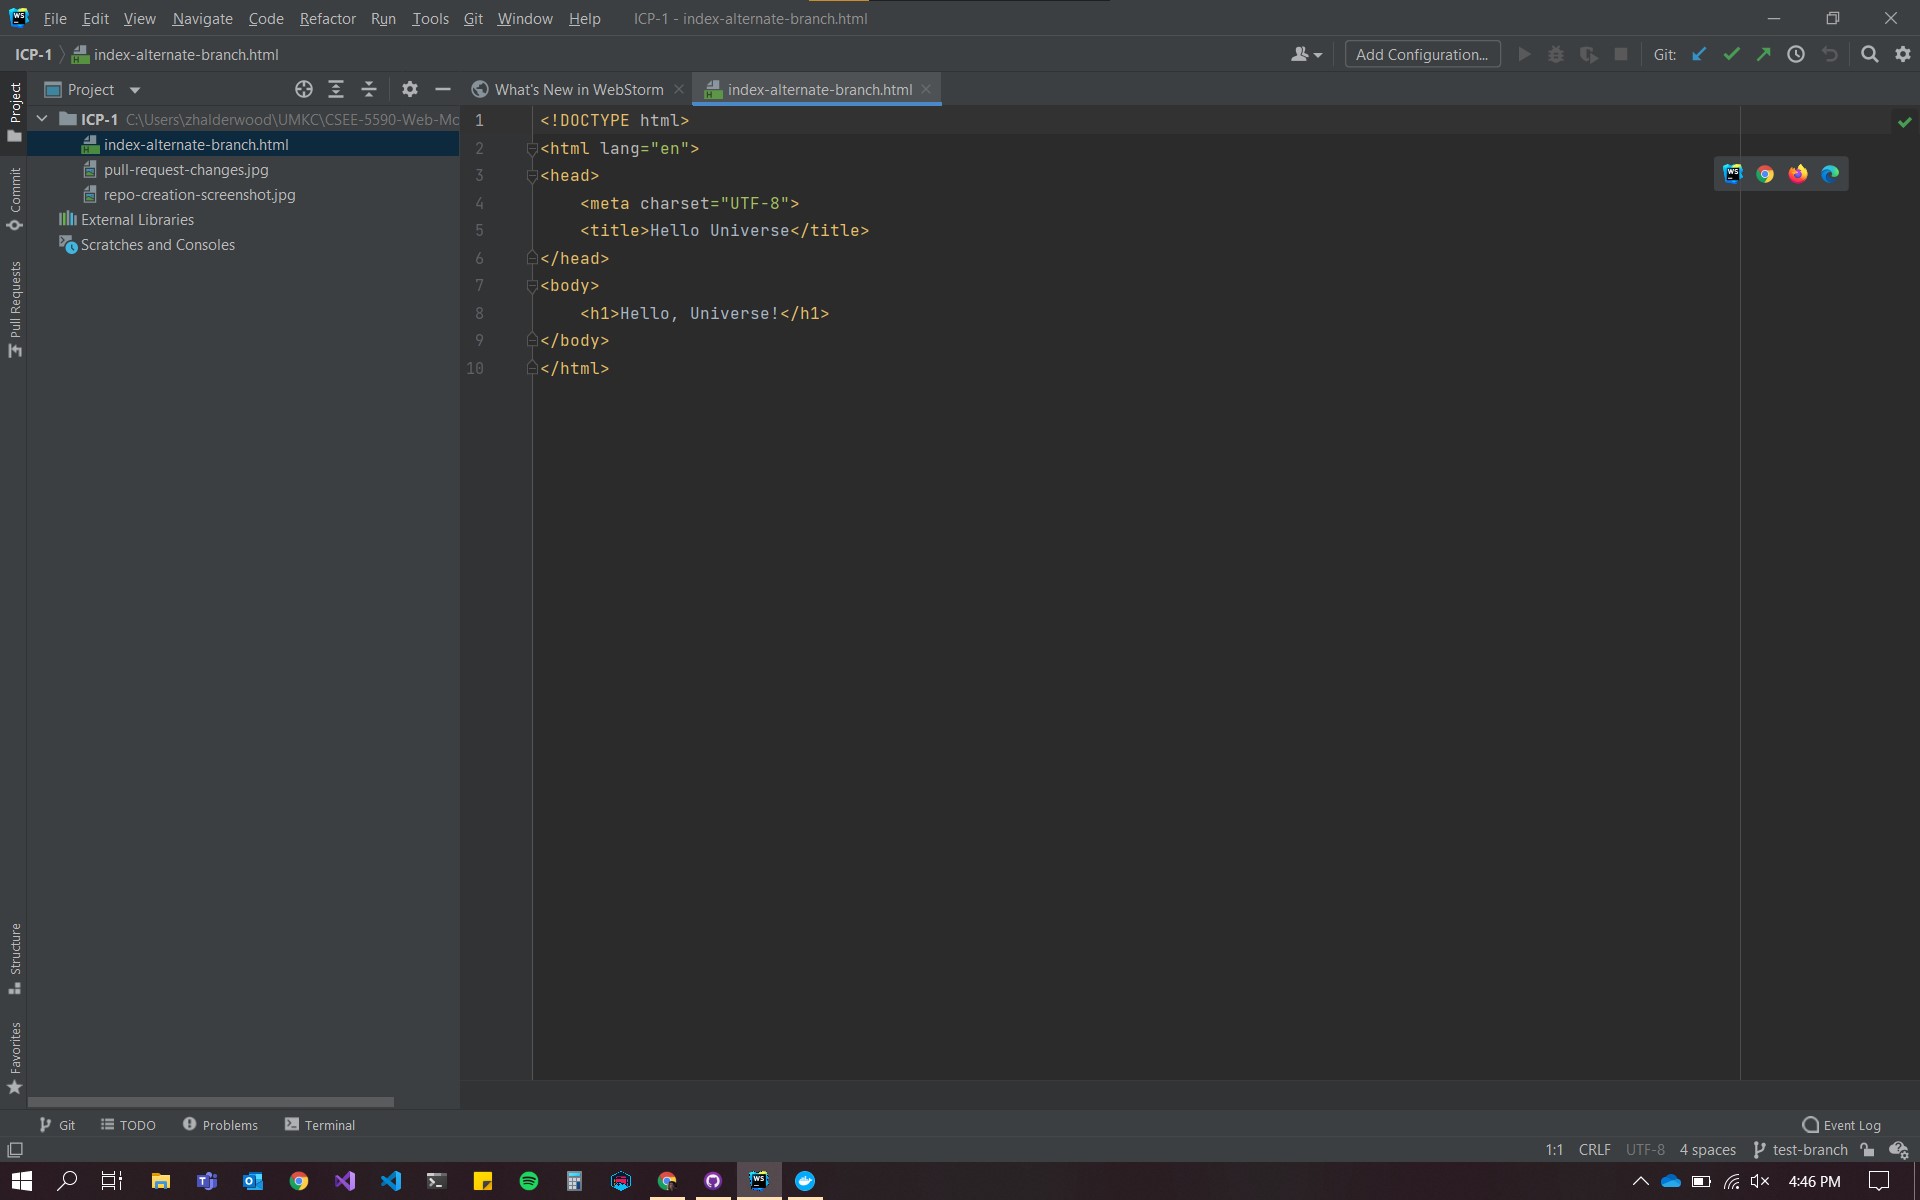 File Edit View Navigate Code Refactor Run Tools Git Window Help ICP-1 - index-alternate-branch.html
ICP-1 index-alternate-branch.html Add Configuration... Git:
Project
What's New in WebStorm
index-alternate-branch.html
Project
Commit
Pull Requests
Structure
Favorites
ICP-1 C:\Users\zhalderwood\UMKC\CSEE-5590-Web-Mo
index-alternate-branch.html
pull-request-changes.jpg
repo-creation-screenshot.jpg
External Libraries
Scratches and Consoles
1 <!DOCTYPE html>
2 <html lang="en">
3 <head>
4 <meta charset="UTF-8">
5 <title>Hello Universe</title>
6 </head>
7 <body>
8 <h1>Hello, Universe!</h1>
9 </body>
10 </html>
Git TODO Problems Terminal Event Log
1:1 CRLF UTF-8 4 spaces test-branch
4:46 PM